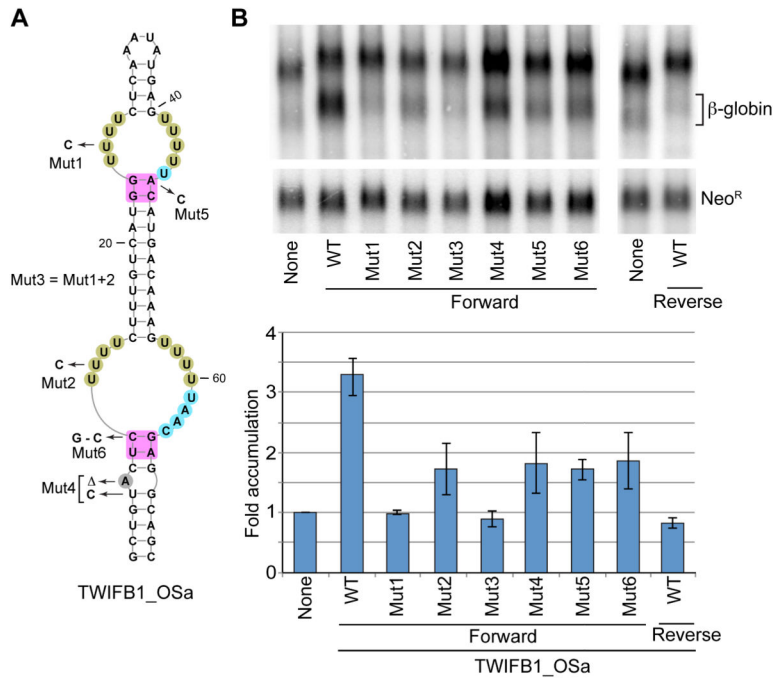 A
A U
A A
A U
C G
U A
C G
40
U U
U U
U U
U U
U U
C
Mut1
G A
G C
C
Mut5
U A
20
A U
C G
U A
G C
Mut3 = Mut1+2
U A
U A
U A
C G
U U
U U
U U
C
U U
60
Mut2
U
A
A
C
G - C
Mut6
C G
U A
C G
Mut4
Δ
C
A
U G
G C
U A
C G
G C
TWIFB1_OSa
B
β-globin
Neoᴿ
None
WT
Mut1
Mut2
Mut3
Mut4
Mut5
Mut6
None
WT
Forward
Reverse
Fold accumulation
4
3
2
1
0
None
WT
Mut1
Mut2
Mut3
Mut4
Mut5
Mut6
WT
Forward
Reverse
TWIFB1_OSa